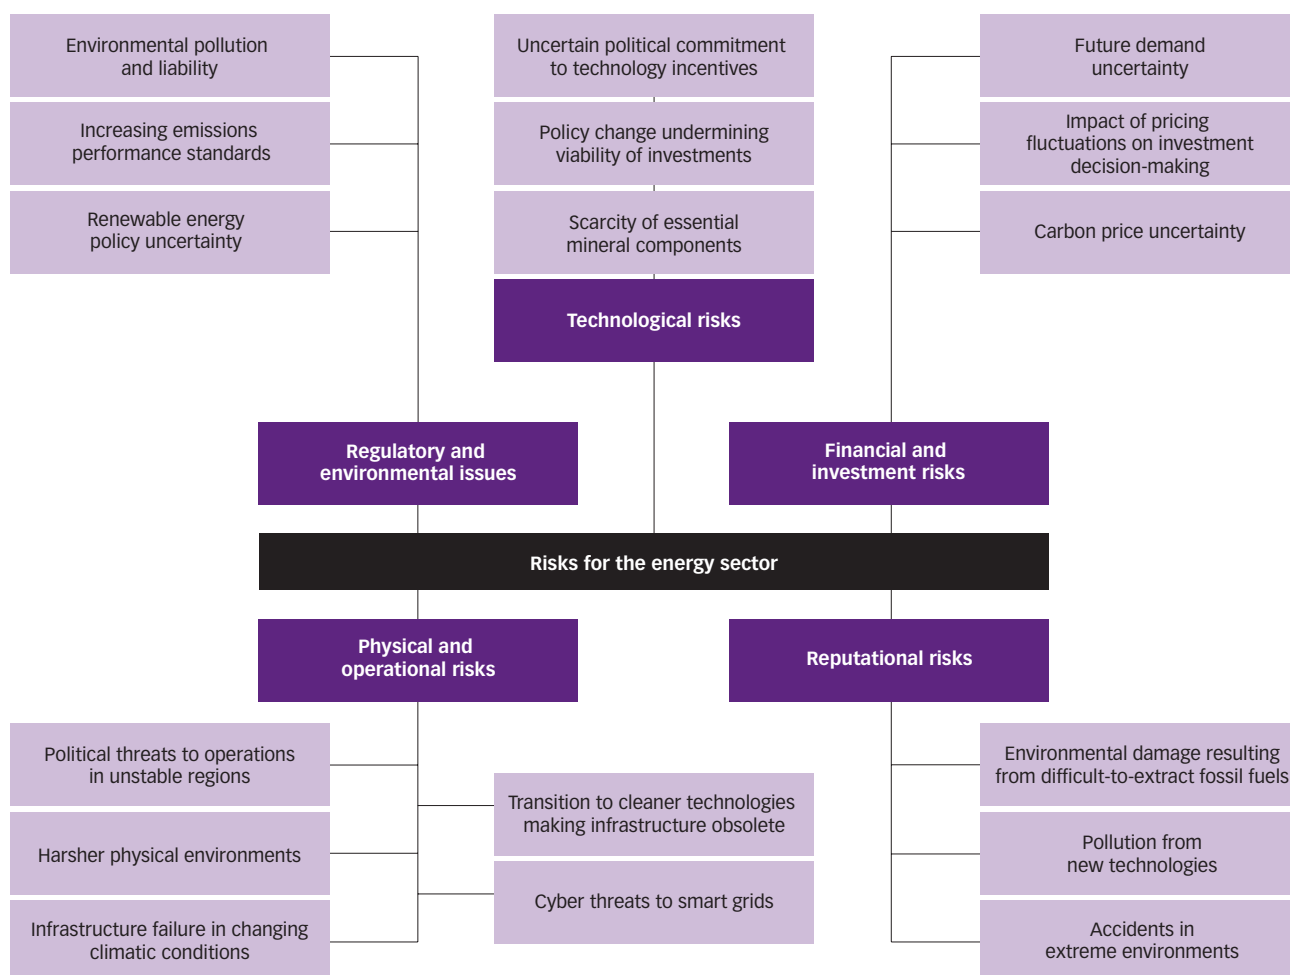 Environmental pollution
and liability
Increasing emissions
performance standards
Renewable energy
policy uncertainty
Uncertain political commitment
to technology incentives
Policy change undermining
viability of investments
Scarcity of essential
mineral components
Technological risks
Future demand
uncertainty
Impact of pricing
fluctuations on investment
decision-making
Carbon price uncertainty
Regulatory and
environmental issues
Financial and
investment risks
Risks for the energy sector
Physical and
operational risks
Reputational risks
Political threats to operations
in unstable regions
Harsher physical environments
Infrastructure failure in changing
climatic conditions
Transition to cleaner technologies
making infrastructure obsolete
Cyber threats to smart grids
Environmental damage resulting
from difficult-to-extract fossil fuels
Pollution from
new technologies
Accidents in
extreme environments